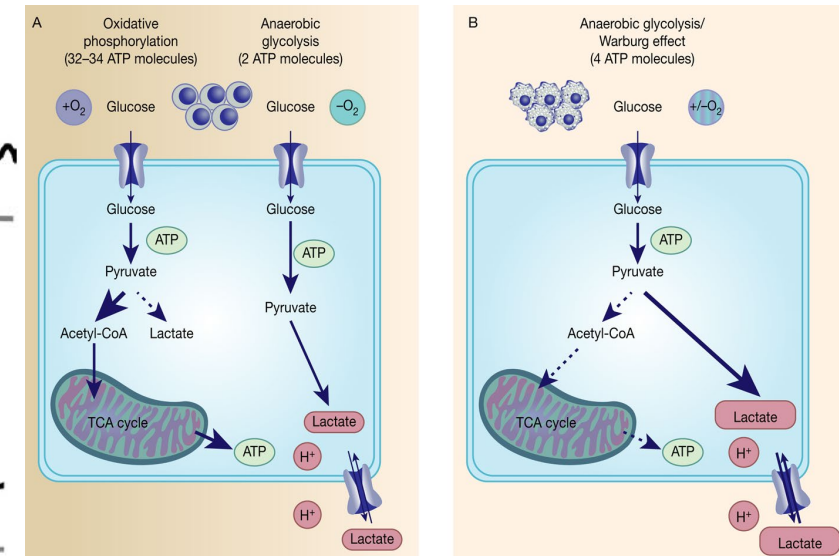 A
Oxidative
phosphorylation
(32–34 ATP molecules)
Anaerobic
glycolysis
(2 ATP molecules)
+O2
Glucose
Glucose
–O2
Glucose
ATP
Pyruvate
Acetyl-CoA
Lactate
TCA cycle
ATP
Glucose
ATP
Pyruvate
Lactate
H+
H+
Lactate
B
Anaerobic glycolysis/
Warburg effect
(4 ATP molecules)
Glucose
+/–O2
Glucose
ATP
Pyruvate
Acetyl-CoA
TCA cycle
ATP
Lactate
H+
H+
Lactate